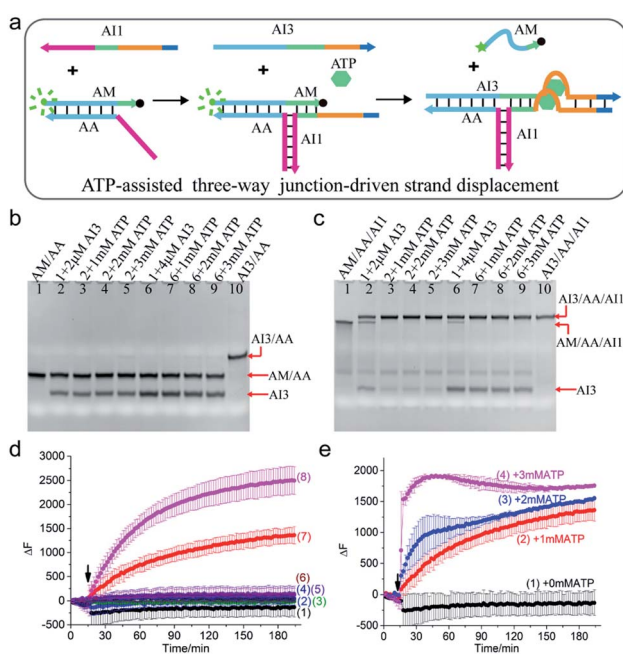 a
AI1 AI3 AM
+ + ATP +
AM AM AI3
AA AA AI1 AI1
ATP-assisted three-way junction-driven strand displacement
b
AM/AA
1+2μM AI3
2+1mM ATP
2+2mM ATP
2+3mM ATP
1+4μM AI3
6+1mM ATP
6+2mM ATP
6+3mM ATP
AI3/AA
1 2 3 4 5 6 7 8 9 10
AI3/AA
AM/AA
AI3
c
AM/AA/AI1
1+2μM AI3
2+1mM ATP
2+2mM ATP
2+3mM ATP
1+4μM AI3
6+1mM ATP
6+2mM ATP
6+3mM ATP
AI3/AA/AI1
1 2 3 4 5 6 7 8 9 10
AI3/AA/AI1
AM/AA/AI1
AI3
d
3000
2500
2000
1500
1000
500
0
-500
ΔF
(8)
(7)
(6)
(4)(5)
(2)(3)
(1)
0 30 60 90 120 150 180
Time/min
e
2000
1500
1000
500
0
-500
ΔF
(4) +3mMATP
(3) +2mMATP
(2) +1mMATP
(1) +0mMATP
0 30 60 90 120 150 180
Time/min